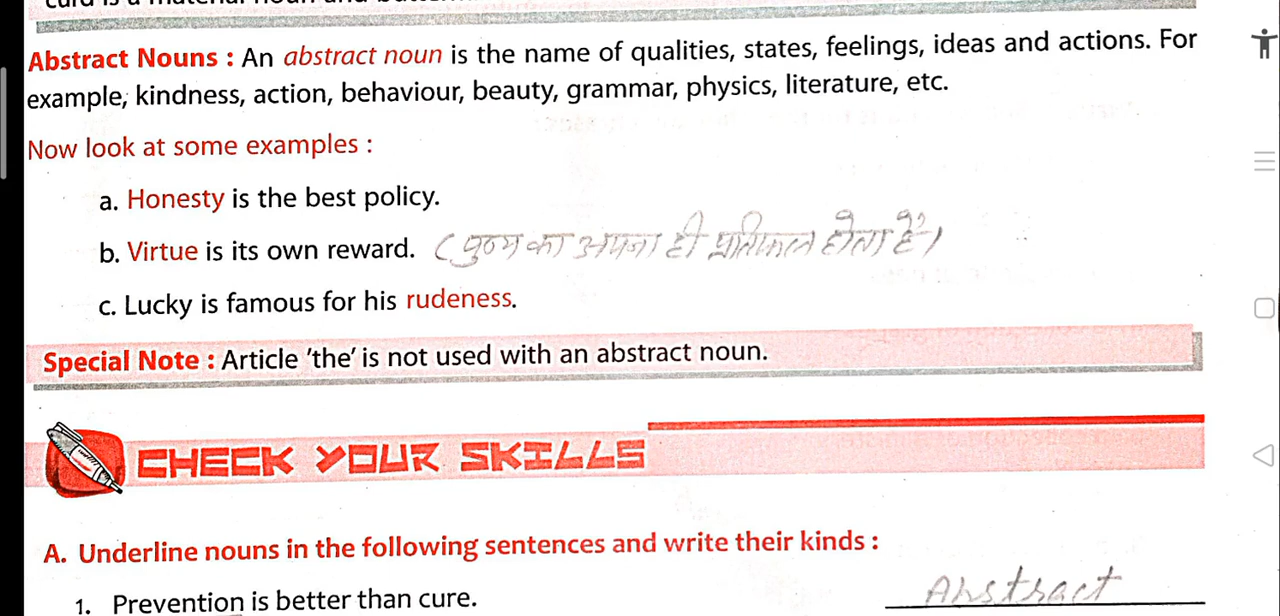 Abstract Nouns : An abstract noun is the name of qualities, states, feelings, ideas and actions. For
example, kindness, action, behaviour, beauty, grammar, physics, literature, etc.
Now look at some examples :
a. Honesty is the best policy.
b. Virtue is its own reward. (पुण्य का अपना ही प्रतिफल होता है।)
c. Lucky is famous for his rudeness.
Special Note : Article 'the' is not used with an abstract noun.
CHECK YOUR SKILLS
A. Underline nouns in the following sentences and write their kinds :
1. Prevention is better than cure. Abstract